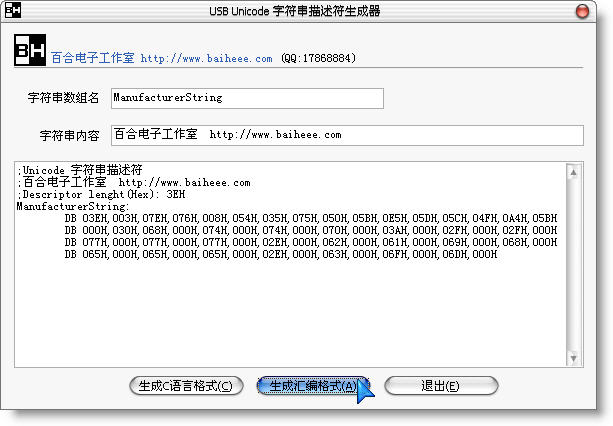 USB Unicode 字符串描述符生成器
BH 百合电子工作室 http://www.baiheee.com (QQ:17868884)
字符串数组名 ManufacturerString
字符串内容 百合电子工作室 http://www.baiheee.com
;Unicode 字符串描述符
;百合电子工作室 http://www.baiheee.com
;Descriptor lenght(Hex): 3EH
ManufacturerString:
DB 03EH,003H,07EH,076H,008H,054H,035H,075H,050H,05BH,0E5H,05DH,05CH,04FH,0A4H,05BH
DB 000H,030H,068H,000H,074H,000H,074H,000H,070H,000H,03AH,000H,02FH,000H,02FH,000H
DB 077H,000H,077H,000H,077H,000H,02EH,000H,062H,000H,061H,000H,069H,000H,068H,000H
DB 065H,000H,065H,000H,065H,000H,02EH,000H,063H,000H,06FH,000H,06DH,000H
生成C语言格式(C) 生成汇编格式(A) 退出(E)